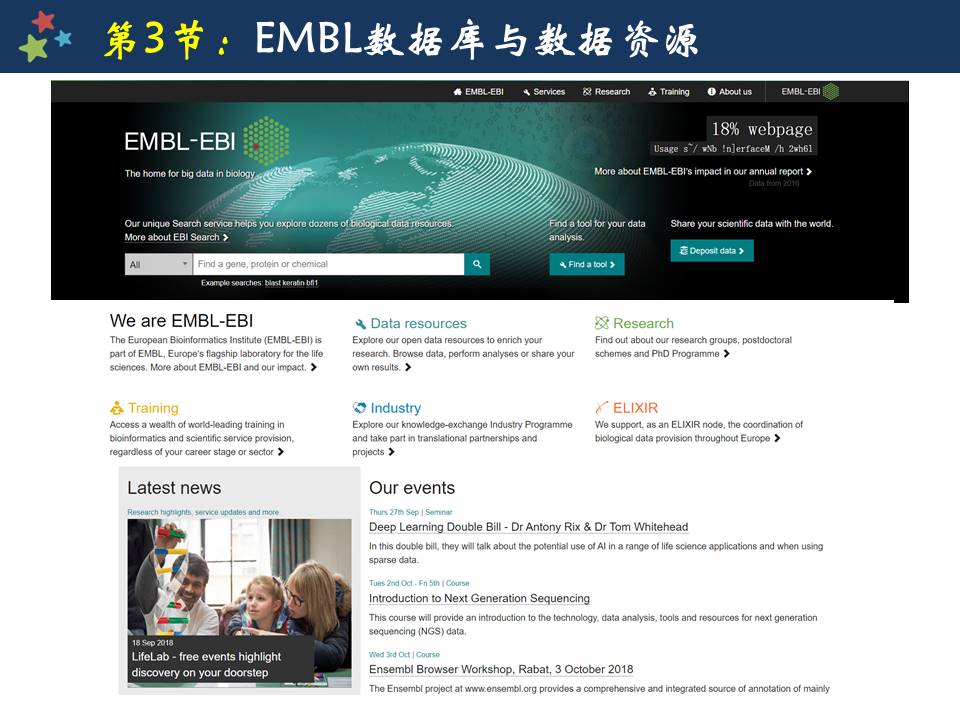 第3节：EMBL数据库与数据资源
EMBL-EBI Services Research Training About us EMBL-EBI
EMBL-EBI
The home for big data in biology
18% webpage
More about EMBL-EBI's impact in our annual report
Data from 2016
Our unique Search service helps you explore dozens of biological data resources.
More about EBI Search
Find a tool for your data
analysis.
Share your scientific data with the world.
All Find a gene, protein or chemical
Find a tool
Deposit data
Example searches: blast keratin bfl1
We are EMBL-EBI
The European Bioinformatics Institute (EMBL-EBI) is
part of EMBL, Europe's flagship laboratory for the life
sciences. More about EMBL-EBI and our impact.
Data resources
Explore our open data resources to enrich your
research. Browse data, perform analyses or share your
own results.
Research
Find out about our research groups, postdoctoral
schemes and PhD Programme
Training
Access a wealth of world-leading training in
bioinformatics and scientific service provision,
regardless of your career stage or sector
Industry
Explore our knowledge-exchange Industry Programme
and take part in translational partnerships and
projects
ELIXIR
We support, as an ELIXIR node, the coordination of
biological data provision throughout Europe
Latest news
Research highlights, service updates and more
18 Sep 2018
LifeLab - free events highlight
discovery on your doorstep
Our events
Thurs 27th Sep | Seminar
Deep Learning Double Bill - Dr Antony Rix & Dr Tom Whitehead
In this double bill, they will talk about the potential use of AI in a range of life science applications and when using
sparse data.
Tues 2nd Oct - Fri 5th | Course
Introduction to Next Generation Sequencing
This course will provide an introduction to the technology, data analysis, tools and resources for next generation
sequencing (NGS) data.
Wed 3rd Oct | Course
Ensembl Browser Workshop, Rabat, 3 October 2018
The Ensembl project at www.ensembl.org provides a comprehensive and integrated source of annotation of mainly